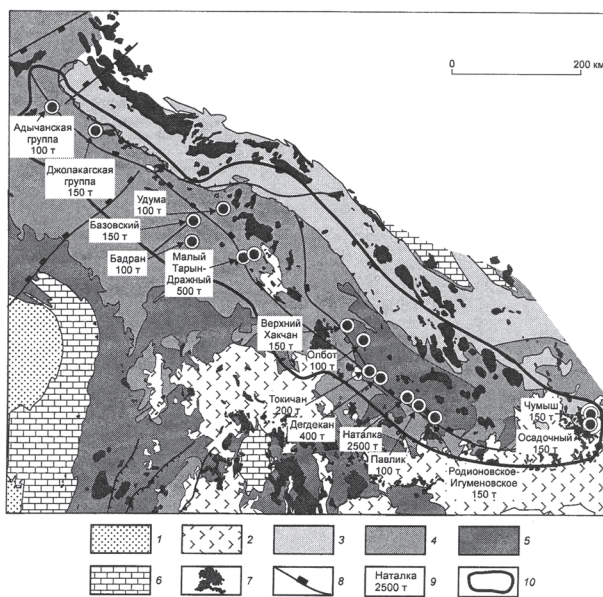 0
200 км
Адычанская
группа
100 т
Джолакагская
группа
150 т
Удума
100 т
Базовский
150 т
Бадран
100 т
Малый
Тарын-
Дражный
500 т
Верхний
Хакчан
150 т
Олбот
100 т
Токичан
200 т
Дегдекан
400 т
Наталка
2500 т
Павлик
100 т
Чумыш
150 т
Осадочный
150 т
Родионовское-
Игуменовское
150 т
1
2
3
4
5
6
7
8
Наталка
2500 т
9
10